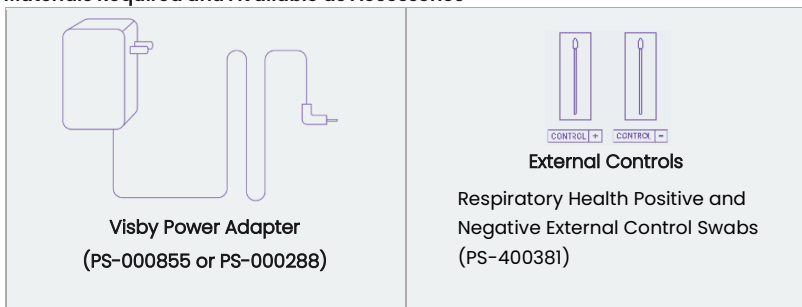 Materials Required and Available as Accessories
Visby Power Adapter
(PS-000855 or PS-000288)
CONTROL +
CONTROL -
External Controls
Respiratory Health Positive and
Negative External Control Swabs
(PS-400381)